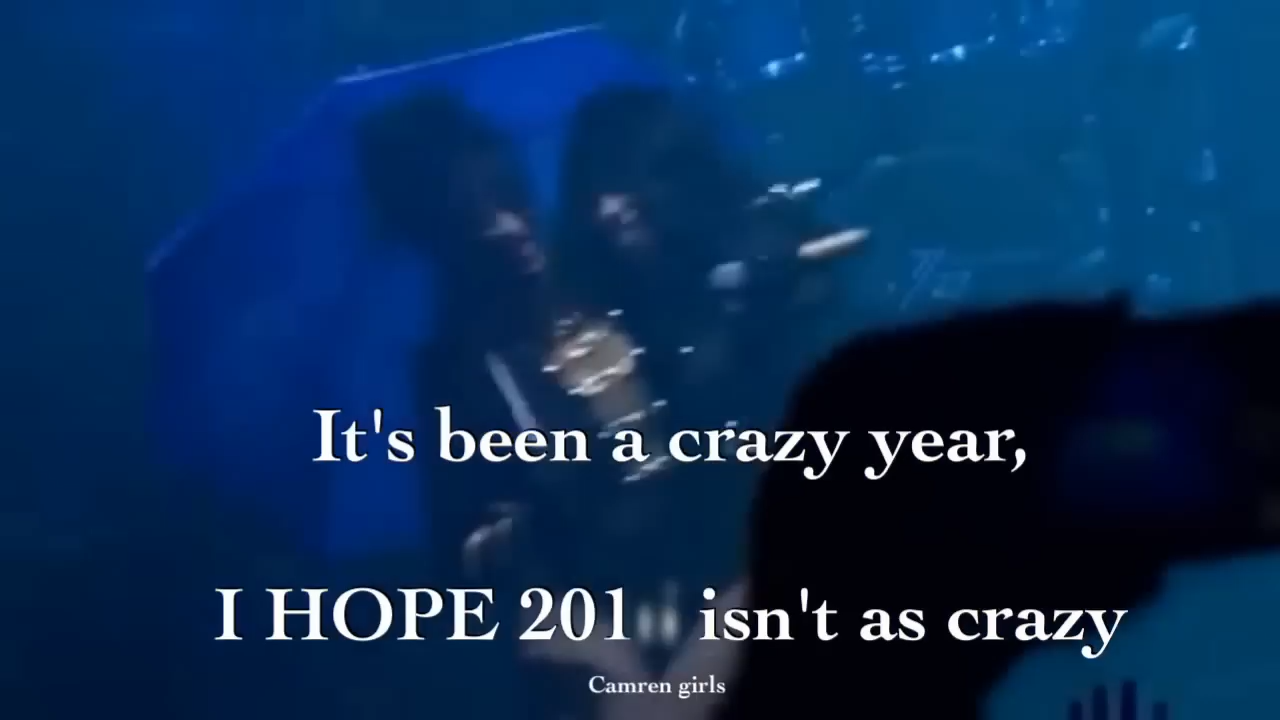 It's been a crazy year,
I HOPE 201 isn't as crazy
Camren girls